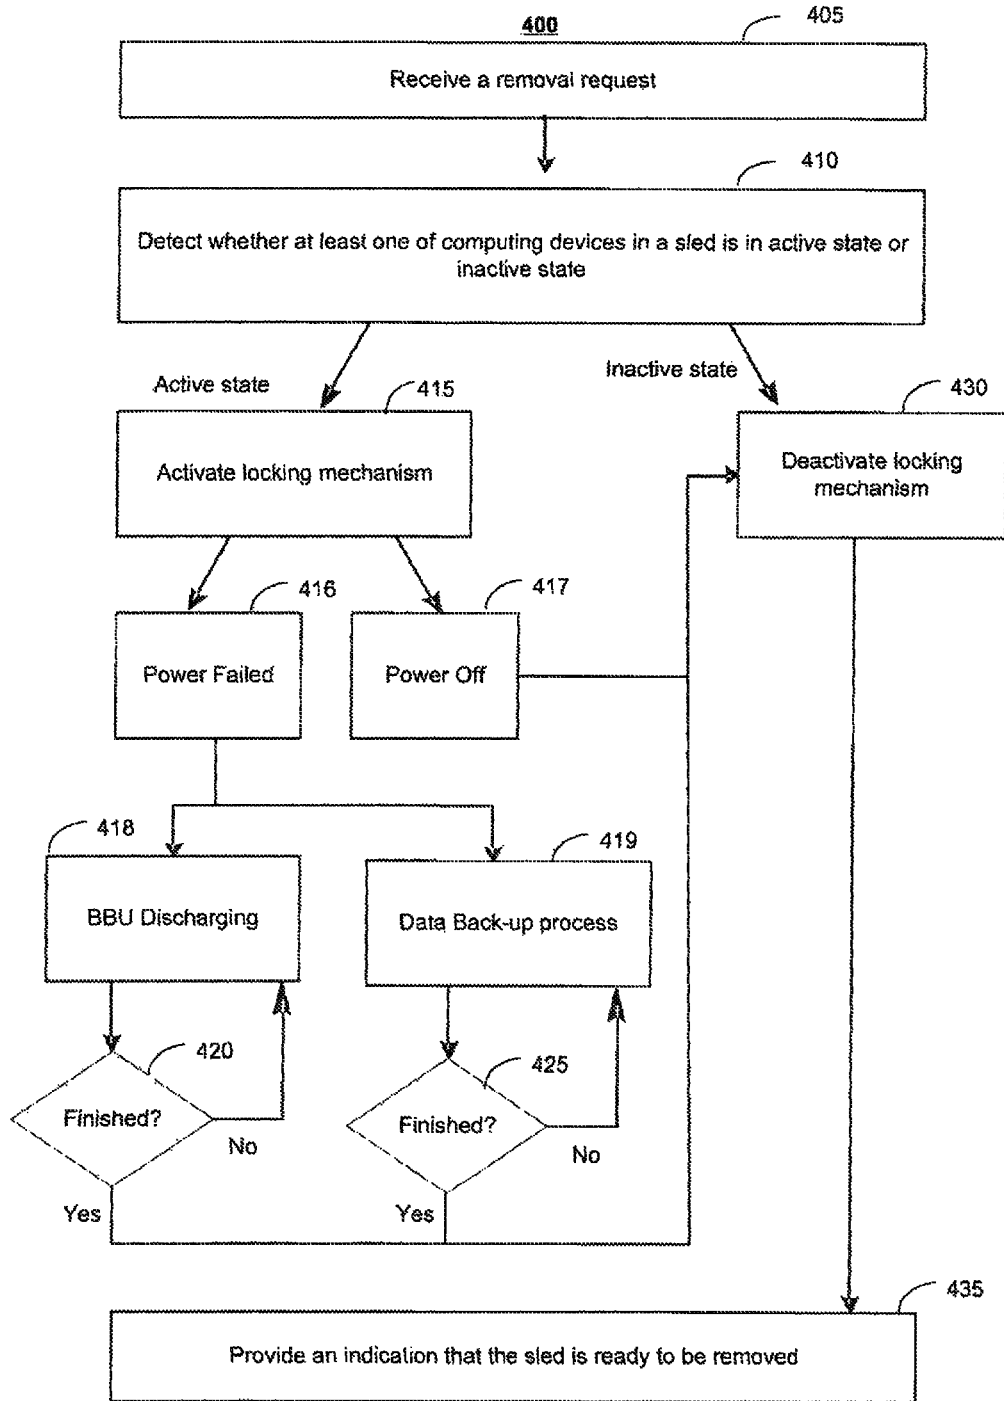 400
405
Receive a removal request
410
Detect whether at least one of computing devices in a sled is in active state or
inactive state
Active state
Inactive state
415
430
Activate locking mechanism
Deactivate locking
mechanism
416
417
Power Failed
Power Off
418
419
BBU Discharging
Data Back-up process
420
425
Finished?
Finished?
No
No
Yes
Yes
435
Provide an indication that the sled is ready to be removed